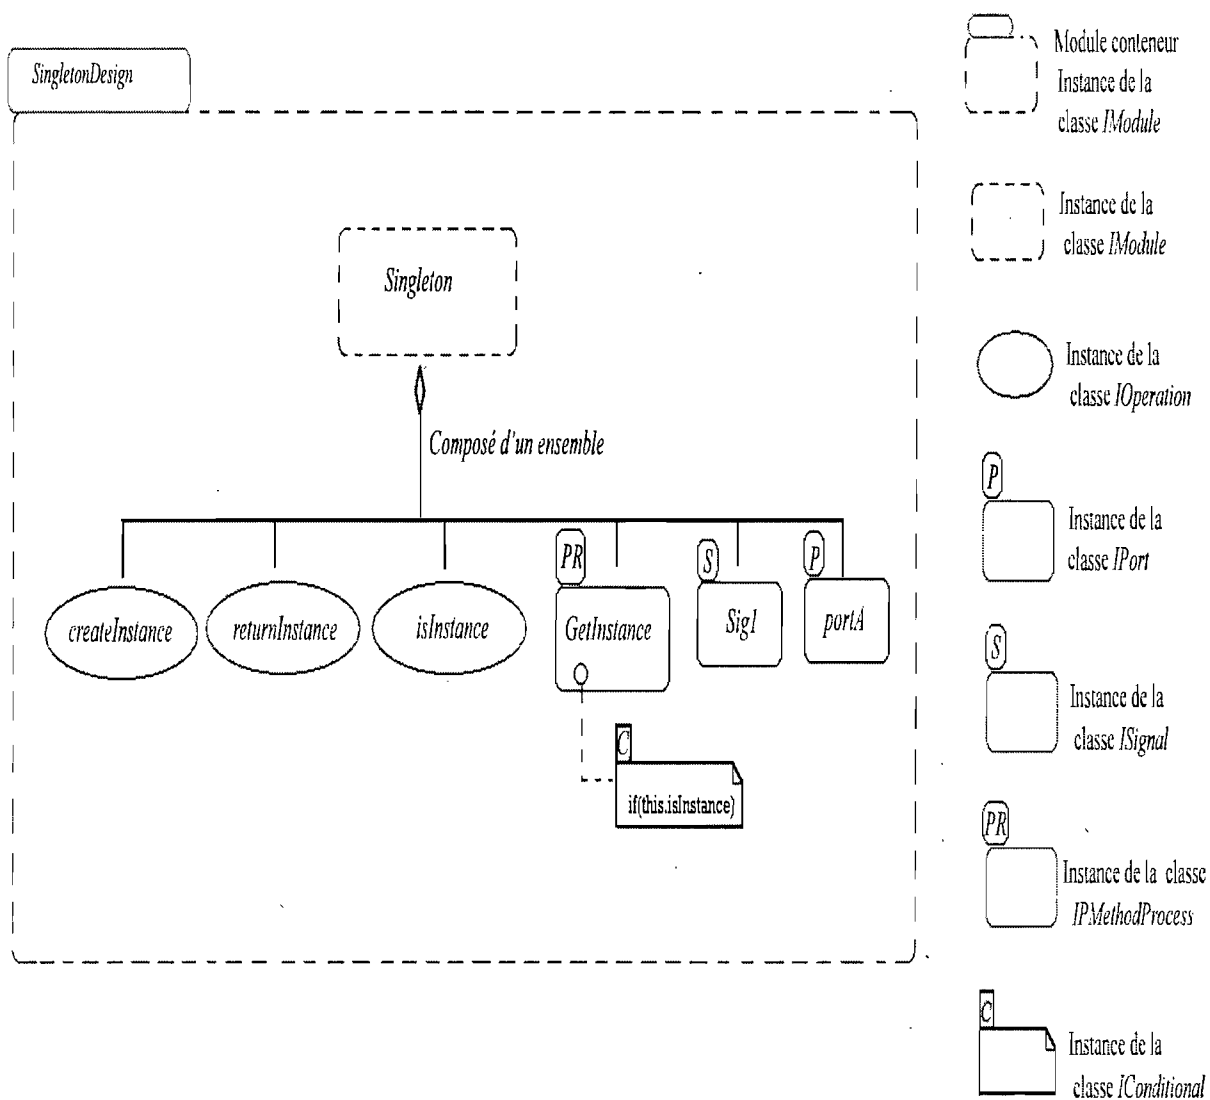 SingletonDesign
Singleton
Composé d'un ensemble
createInstance
returnInstance
isInstance
PR
GetInstance
S
Sig1
P
portA
C
if(this.isInstance)
Module conteneur
Instance de la
classe IModule
Instance de la
classe IModule
Instance de la
classe IOperation
P
Instance de la
classe IPort
S
Instance de la
classe ISignal
PR
Instance de la classe
IPMethodProcess
C
Instance de la
classe IConditional